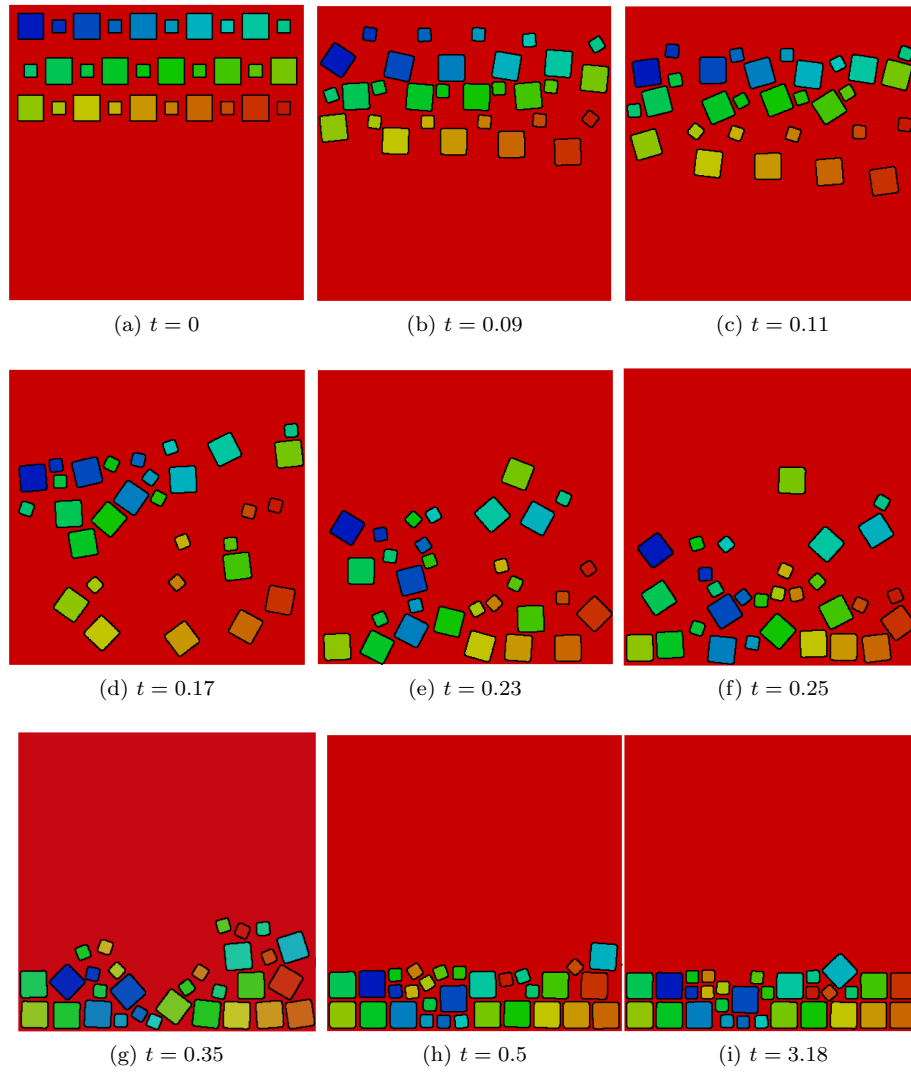 (a) t = 0
(b) t = 0.09
(c) t = 0.11
(d) t = 0.17
(e) t = 0.23
(f) t = 0.25
(g) t = 0.35
(h) t = 0.5
(i) t = 3.18